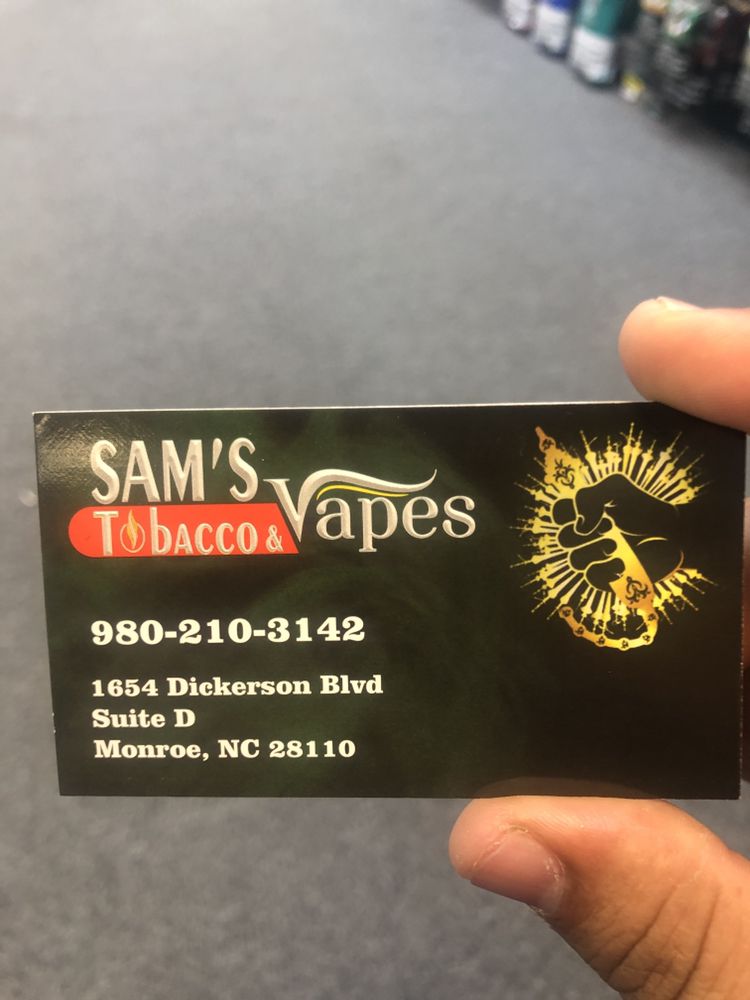 SAM'S
Tobacco & Vapes
980-210-3142
1654 Dickerson Blvd
Suite D
Monroe, NC 28110